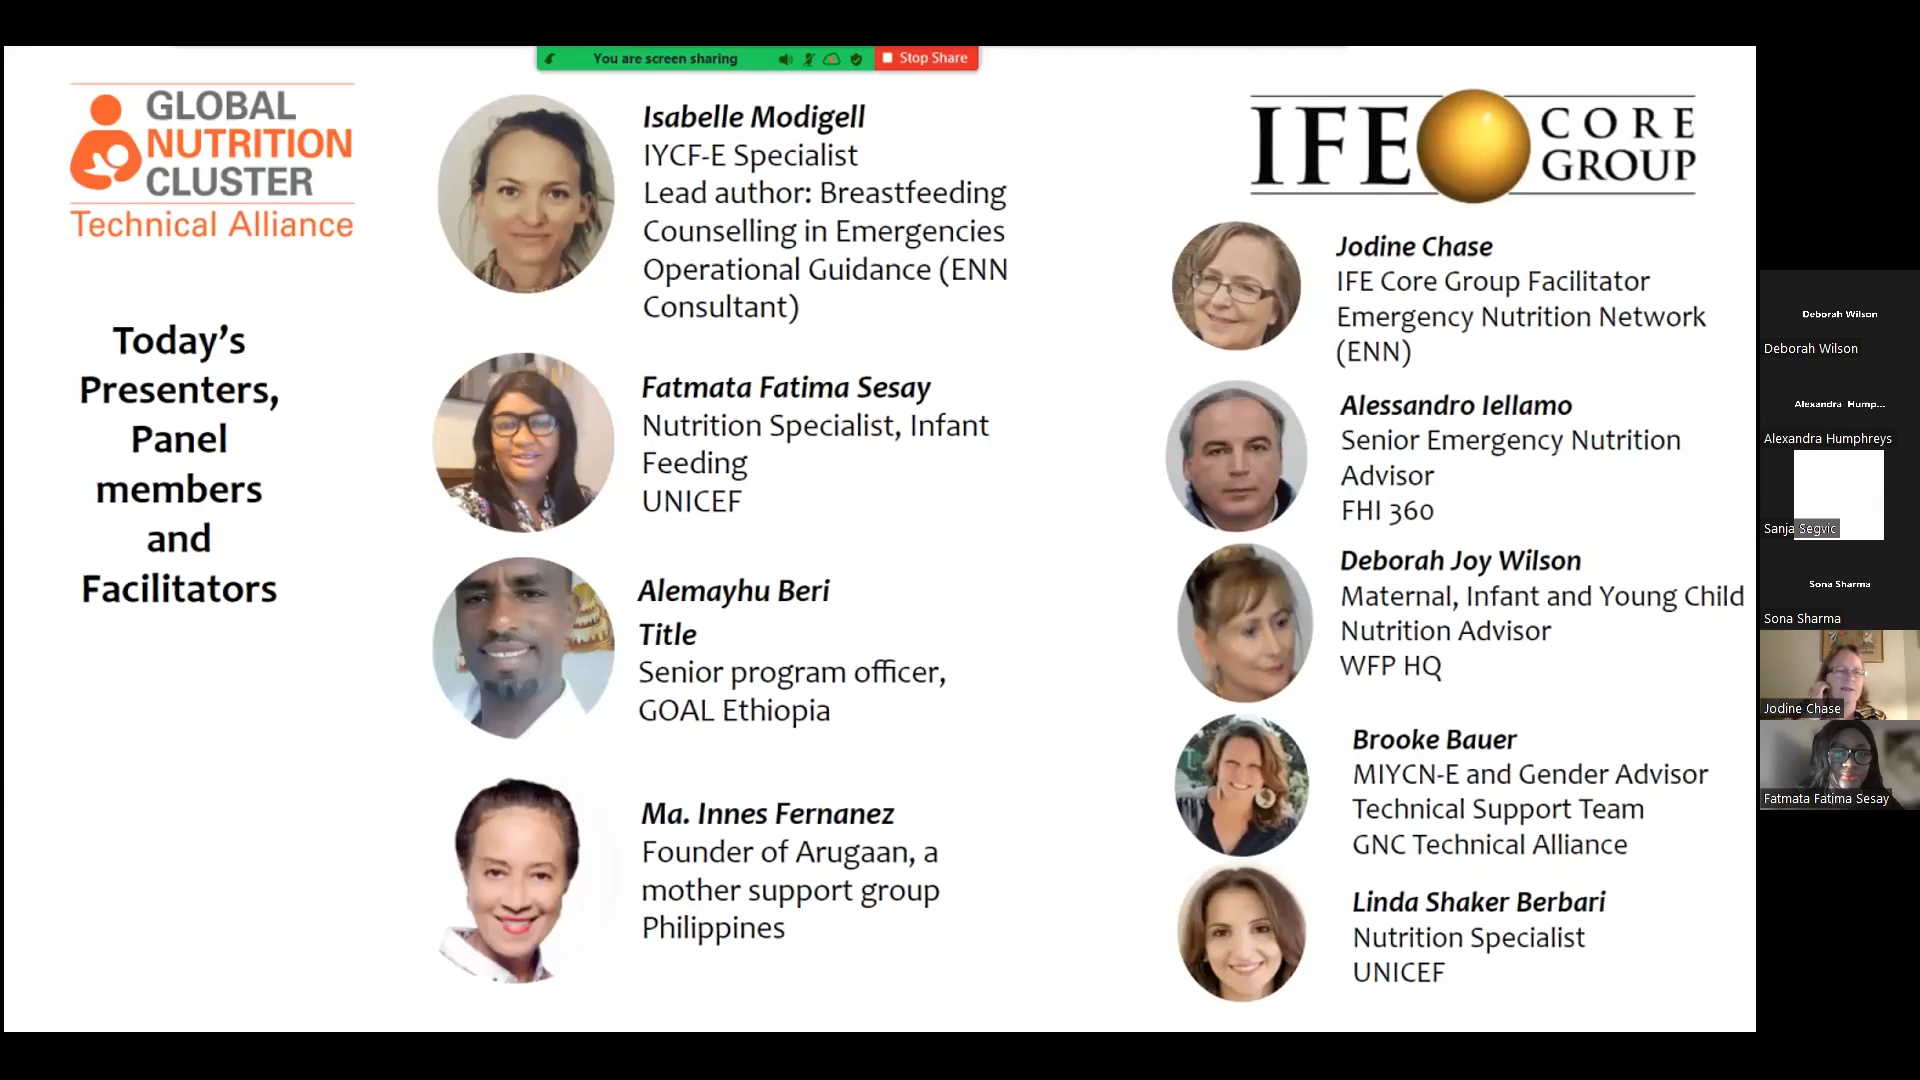 You are screen sharing
Stop Share
GLOBAL
NUTRITION
CLUSTER
Technical Alliance
Today's
Presenters,
Panel
members
and
Facilitators
Isabelle Modigell
IYCF-E Specialist
Lead author: Breastfeeding
Counselling in Emergencies
Operational Guidance (ENN
Consultant)
Fatmata Fatima Sesay
Nutrition Specialist, Infant
Feeding
UNICEF
Alemayhu Beri
Title
Senior program officer,
GOAL Ethiopia
Ma. Innes Fernanez
Founder of Arugaan, a
mother support group
Philippines
IFE CORE
GROUP
Jodine Chase
IFE Core Group Facilitator
Emergency Nutrition Network
(ENN)
Alessandro Iellamo
Senior Emergency Nutrition
Advisor
FHI 360
Deborah Joy Wilson
Maternal, Infant and Young Child
Nutrition Advisor
WFP HQ
Brooke Bauer
MIYCN-E and Gender Advisor
Technical Support Team
GNC Technical Alliance
Linda Shaker Berbari
Nutrition Specialist
UNICEF
Deborah Wilson
Deborah Wilson
Alexandra Hump...
Alexandra Humphreys
Sanja Segvic
Sona Sharma
Sona Sharma
Jodine Chase
Fatmata Fatima Sesay